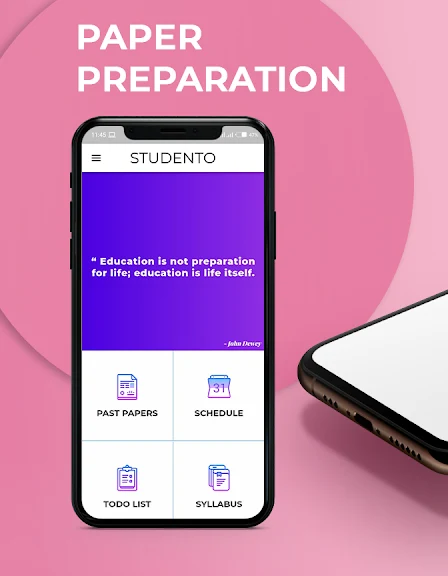 PAPER
PREPARATION
11:45
STUDENTO
“ Education is not preparation
for life; education is life itself.
- John Dewey
31
PAST PAPERS
SCHEDULE
TODO LIST
SYLLABUS